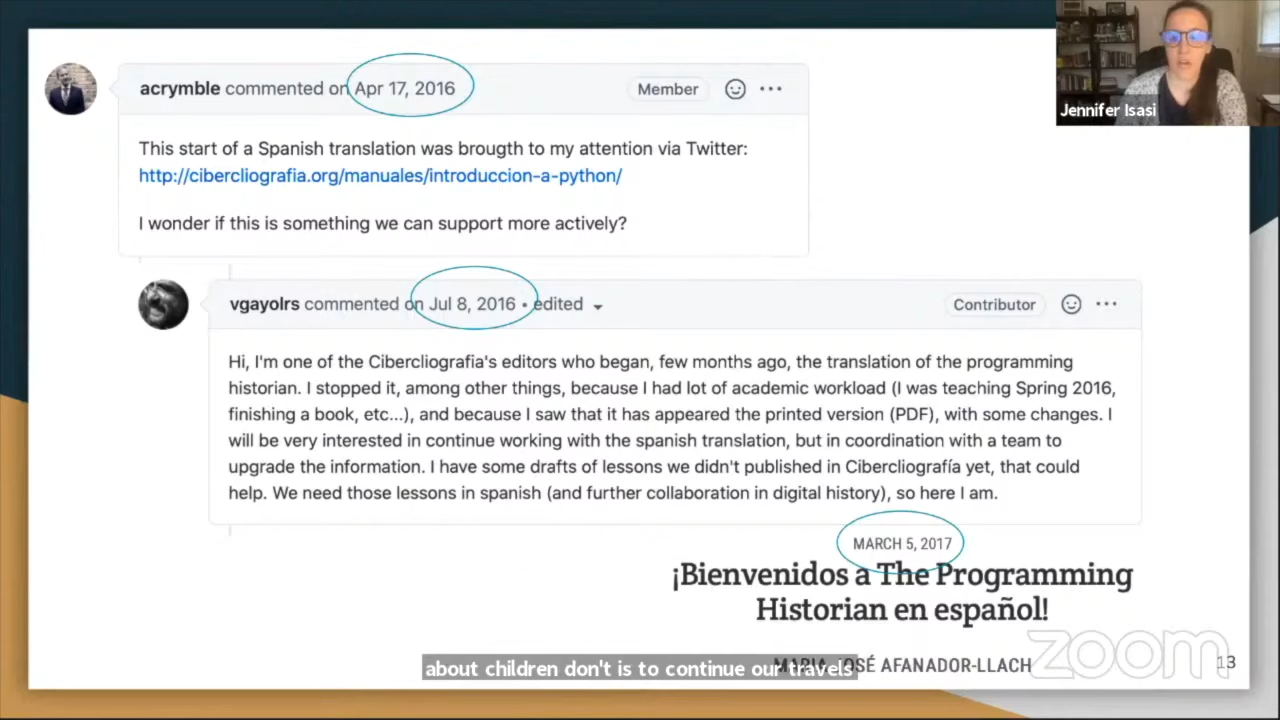 acrymble commented on Apr 17, 2016 Member
This start of a Spanish translation was brougth to my attention via Twitter:
http://cibercliografia.org/manuales/introduccion-a-python/
I wonder if this is something we can support more actively?
Jennifer Isasi
vgayolrs commented on Jul 8, 2016 • edited Contributor
Hi, I'm one of the Cibercliografia's editors who began, few months ago, the translation of the programming
historian. I stopped it, among other things, because I had lot of academic workload (I was teaching Spring 2016,
finishing a book, etc...), and because I saw that it has appeared the printed version (PDF), with some changes. I
will be very interested in continue working with the spanish translation, but in coordination with a team to
upgrade the information. I have some drafts of lessons we didn't published in Cibercliografía yet, that could
help. We need those lessons in spanish (and further collaboration in digital history), so here I am.
MARCH 5, 2017
¡Bienvenidos a The Programming
Historian en español!
MARIA JOSÉ AFANADOR-LLACH
about children don't is to continue our travels
zoom
13